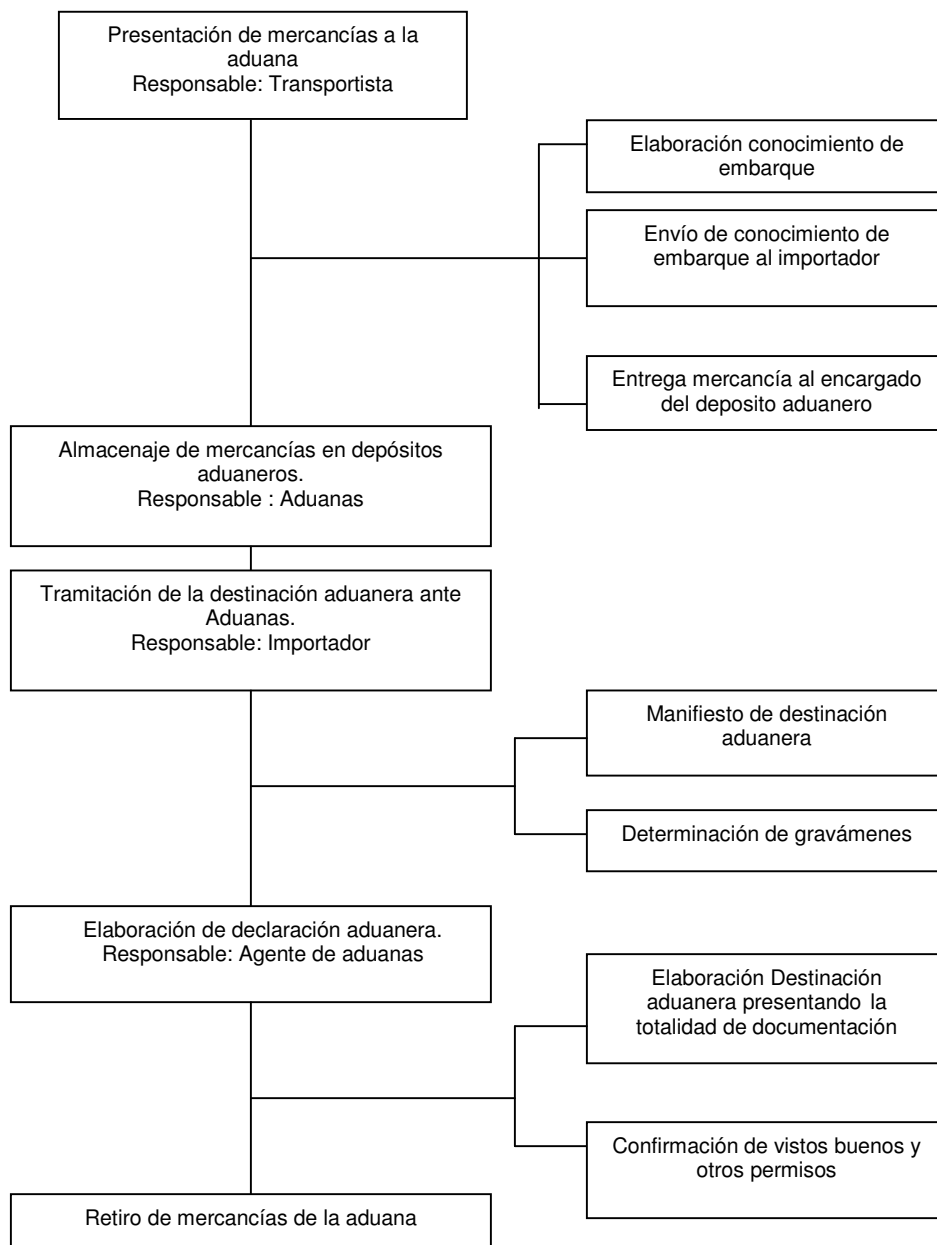 Presentación de mercancías a la
aduana
Responsable: Transportista
Elaboración conocimiento de
embarque
Envío de conocimiento de
embarque al importador
Entrega mercancía al encargado
del deposito aduanero
Almacenaje de mercancías en depósitos
aduaneros.
Responsable : Aduanas
Tramitación de la destinación aduanera ante
Aduanas.
Responsable: Importador
Manifiesto de destinación
aduanera
Determinación de gravámenes
Elaboración de declaración aduanera.
Responsable: Agente de aduanas
Elaboración Destinación
aduanera presentando la
totalidad de documentación
Confirmación de vistos buenos y
otros permisos
Retiro de mercancías de la aduana